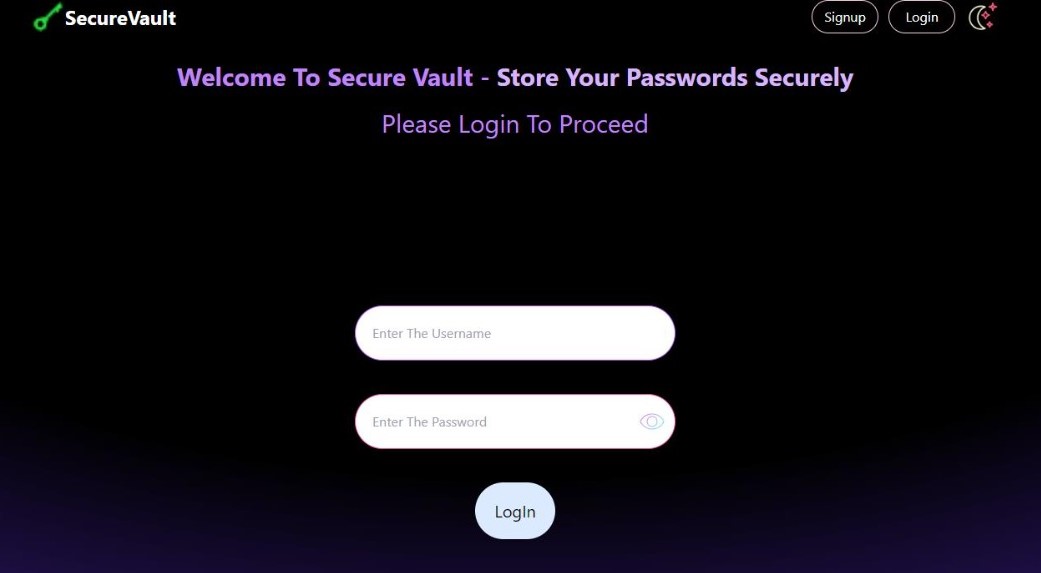 SecureVault
Signup
Login
Welcome To Secure Vault - Store Your Passwords Securely
Please Login To Proceed
Enter The Username
Enter The Password
LogIn